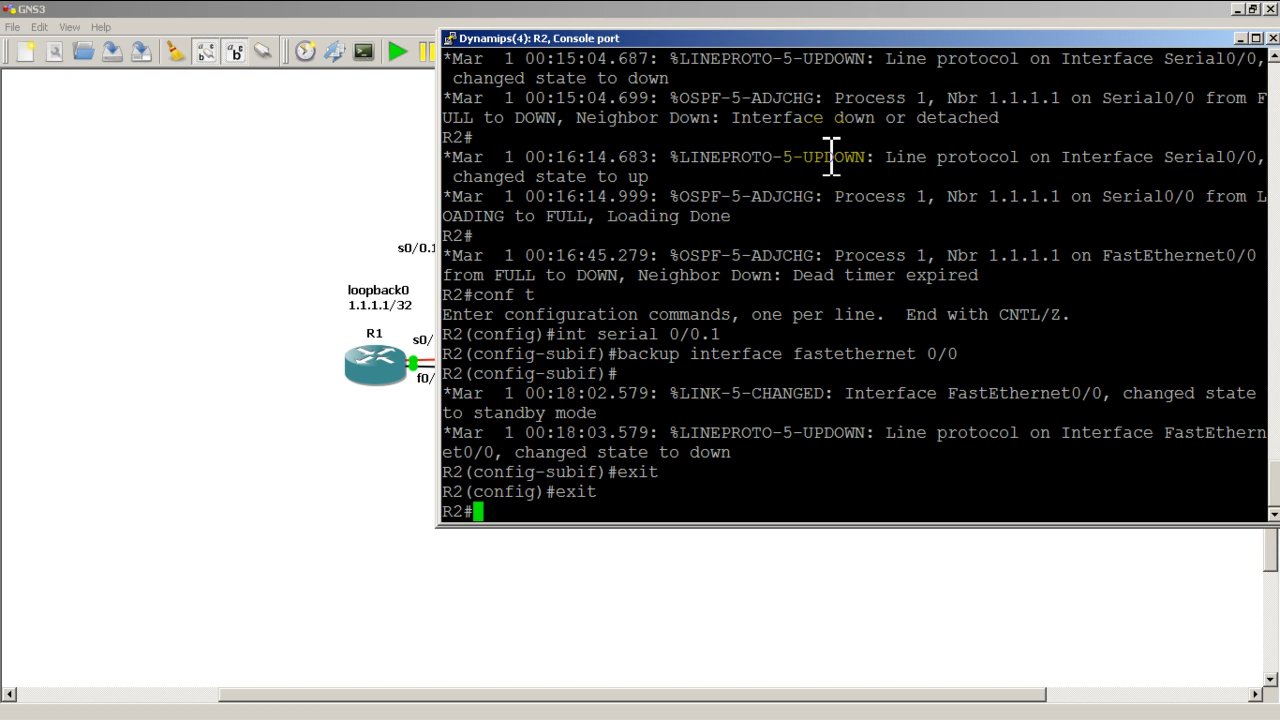 GNS3
File Edit View Help
Dynamips(4): R2, Console port
*Mar  1 00:15:04.687: %LINEPROTO-5-UPDOWN: Line protocol on Interface Serial0/0,
 changed state to down
*Mar  1 00:15:04.699: %OSPF-5-ADJCHG: Process 1, Nbr 1.1.1.1 on Serial0/0 from F
ULL to DOWN, Neighbor Down: Interface down or detached
R2#
*Mar  1 00:16:14.683: %LINEPROTO-5-UPDOWN: Line protocol on Interface Serial0/0,
 changed state to up
*Mar  1 00:16:14.999: %OSPF-5-ADJCHG: Process 1, Nbr 1.1.1.1 on Serial0/0 from L
OADING to FULL, Loading Done
R2#
*Mar  1 00:16:45.279: %OSPF-5-ADJCHG: Process 1, Nbr 1.1.1.1 on FastEthernet0/0
from FULL to DOWN, Neighbor Down: Dead timer expired
R2#conf t
Enter configuration commands, one per line.  End with CNTL/Z.
R2(config)#int serial 0/0.1
R2(config-subif)#backup interface fastethernet 0/0
R2(config-subif)#
*Mar  1 00:18:02.579: %LINK-5-CHANGED: Interface FastEthernet0/0, changed state
to standby mode
*Mar  1 00:18:03.579: %LINEPROTO-5-UPDOWN: Line protocol on Interface FastEthern
et0/0, changed state to down
R2(config-subif)#exit
R2(config)#exit
R2#
s0/0.1
loopback0
1.1.1.1/32
R1
s0/
f0/